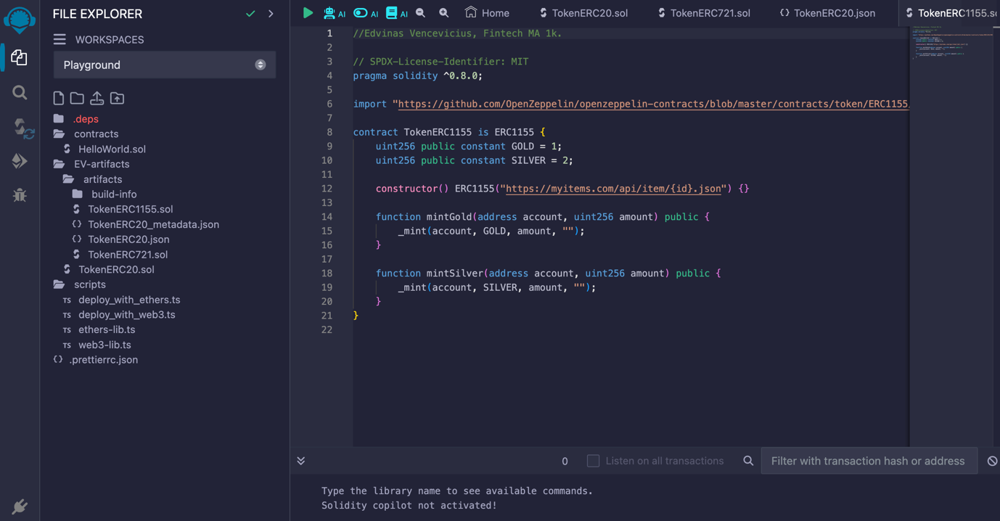 FILE EXPLORER
WORKSPACES
Playground
.deps
contracts
HelloWorld.sol
EV-artifacts
artifacts
build-info
TokenERC1155.sol
TokenERC20_metadata.json
TokenERC20.json
TokenERC721.sol
TokenERC20.sol
scripts
TS deploy_with_ethers.ts
TS deploy_with_web3.ts
TS ethers-lib.ts
TS web3-lib.ts
.prettierrc.json
AI AI AI Home TokenERC20.sol TokenERC721.sol TokenERC20.json TokenERC1155.so
1 //Edvinas Vencevicius, Fintech MA 1k.
2
3 // SPDX-License-Identifier: MIT
4 pragma solidity ^0.8.0;
5
6 import "https://github.com/OpenZeppelin/openzeppelin-contracts/blob/master/contracts/token/ERC1155
7
8 contract TokenERC1155 is ERC1155 {
9 uint256 public constant GOLD = 1;
10 uint256 public constant SILVER = 2;
11
12 constructor() ERC1155("https://myitems.com/api/item/{id}.json") {}
13
14 function mintGold(address account, uint256 amount) public {
15 _mint(account, GOLD, amount, "");
16 }
17
18 function mintSilver(address account, uint256 amount) public {
19 _mint(account, SILVER, amount, "");
20 }
21 }
22
0 Listen on all transactions Filter with transaction hash or address
Type the library name to see available commands.
Solidity copilot not activated!